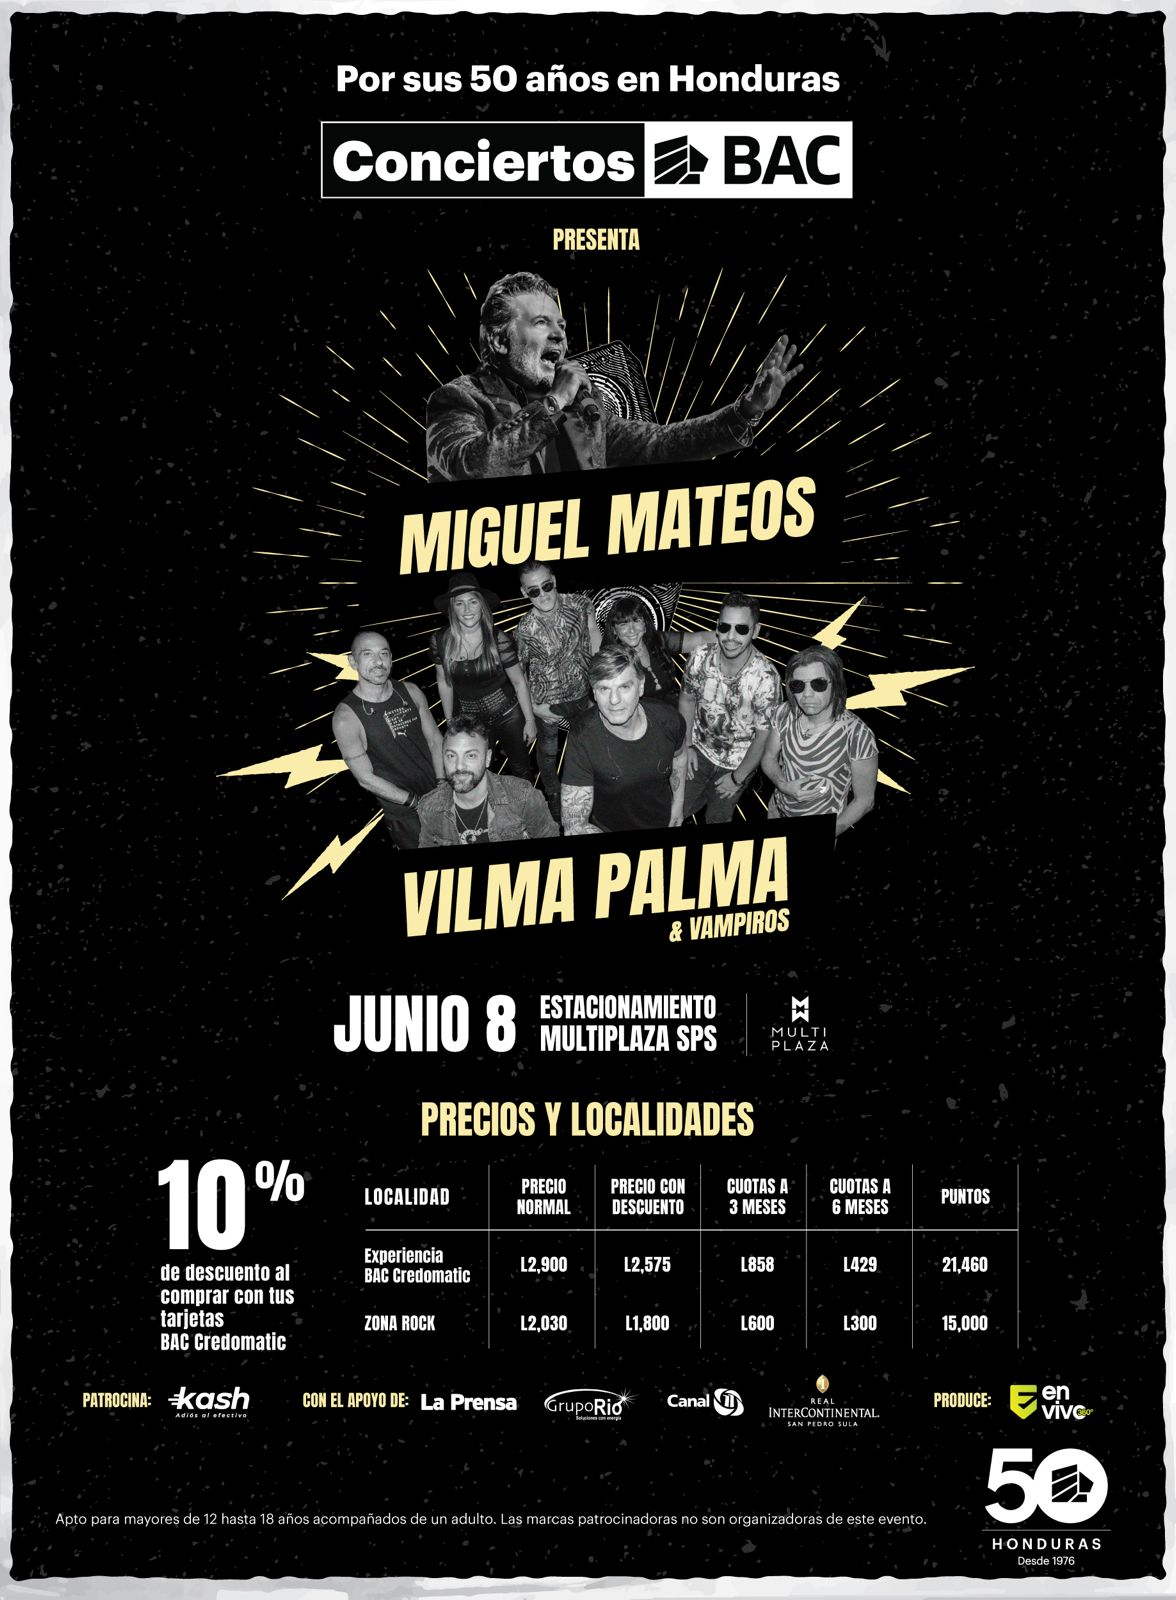 Por sus 50 años en Honduras
Conciertos BAC
PRESENTA
MIGUEL MATEOS
VILMA PALMA
& VAMPIROS
JUNIO 8
ESTACIONAMIENTO
MULTIPLAZA SPS
MULTI
PLAZA
PRECIOS Y LOCALIDADES
10%
de descuento al
comprar con tus
tarjetas
BAC Credomatic
LOCALIDAD PRECIO NORMAL PRECIO CON DESCUENTO CUOTAS A 3 MESES CUOTAS A 6 MESES PUNTOS
Experiencia BAC Credomatic L2,900 L2,575 L858 L429 21,460
ZONA ROCK L2,030 L1,800 L600 L300 15,000
PATROCINA: kash
Adiós al efectivo
CON EL APOYO DE: La Prensa
GrupoRio
Soluciones con energía
Canal 11
REAL
INTERCONTINENTAL.
SAN PEDRO SULA
PRODUCE: en
vivo 360°
50
HONDURAS
Desde 1976
Apto para mayores de 12 hasta 18 años acompañados de un adulto. Las marcas patrocinadoras no son organizadoras de este evento.